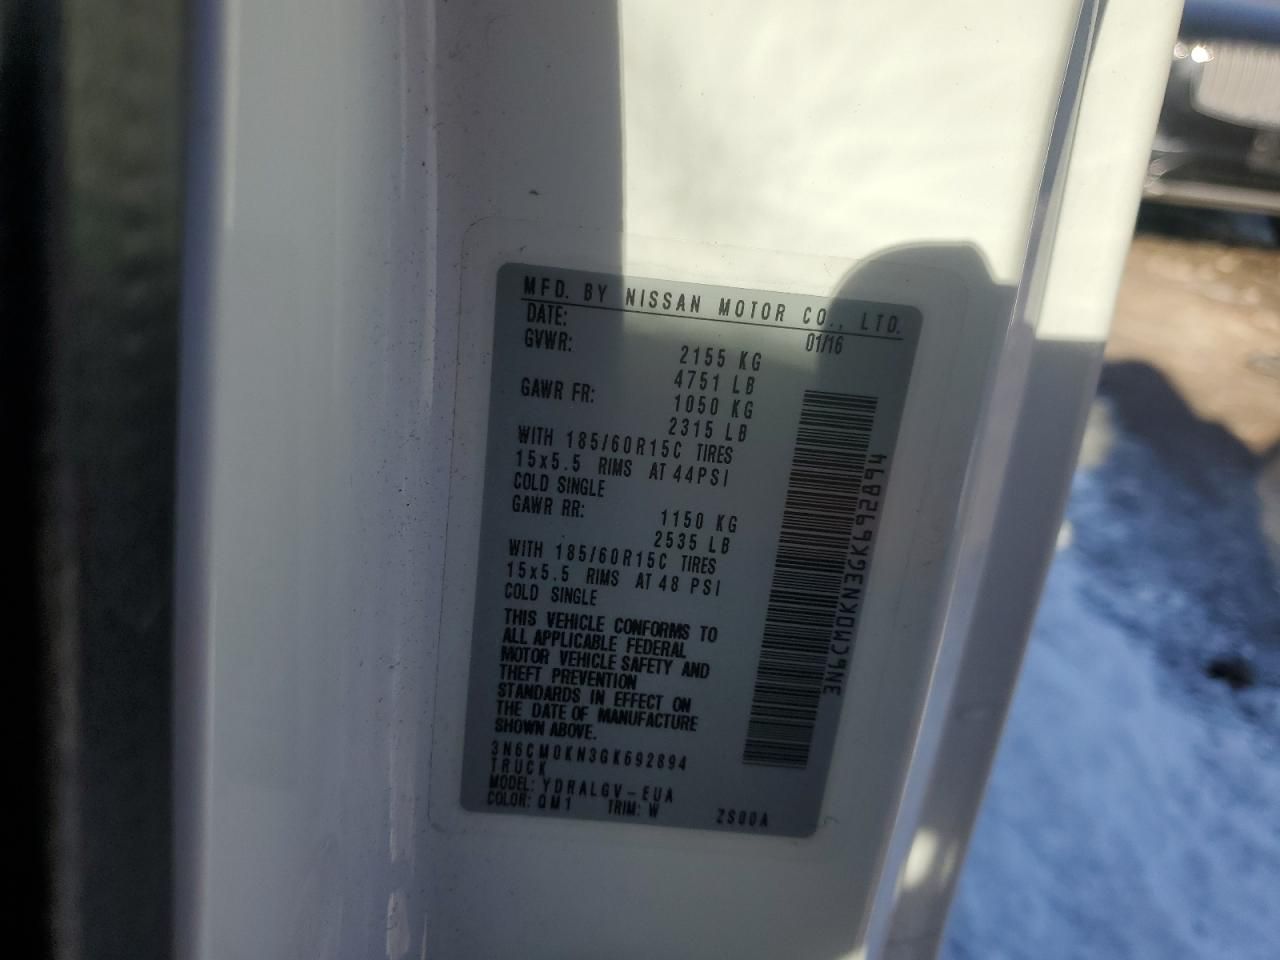 MFD. BY NISSAN MOTOR CO., LTD.
DATE: 01/16
GVWR: 2155 KG
4751 LB
GAWR FR: 1050 KG
2315 LB
WITH 185/60R15C TIRES
15x5.5 RIMS AT 44PSI
COLD SINGLE
GAWR RR: 1150 KG
2535 LB
WITH 185/60R15C TIRES
15x5.5 RIMS AT 48 PSI
COLD SINGLE
THIS VEHICLE CONFORMS TO
ALL APPLICABLE FEDERAL
MOTOR VEHICLE SAFETY AND
THEFT PREVENTION
STANDARDS IN EFFECT ON
THE DATE OF MANUFACTURE
SHOWN ABOVE.
3N6CM0KN3GK692894
TRUCK
MODEL: YDRALGV-EUA
COLOR: QM1 TRIM: W ZS00A
3N6CM0KN3GK692894